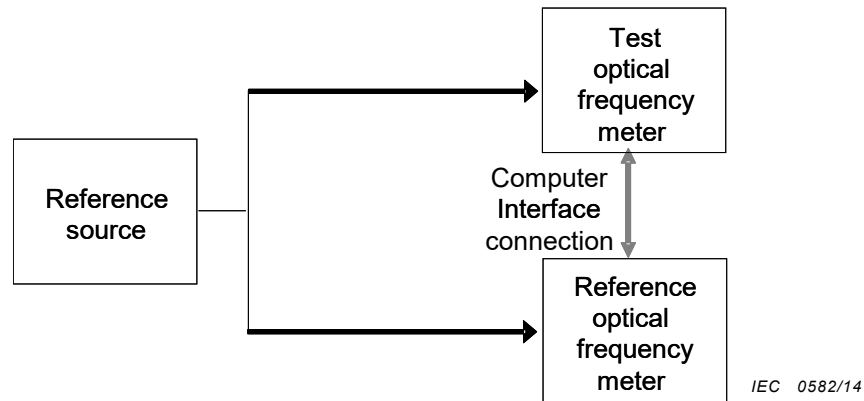 Test
optical
frequency
meter
Reference
source
Computer
Interface
connection
Reference
optical
frequency
meter
IEC 0582/14